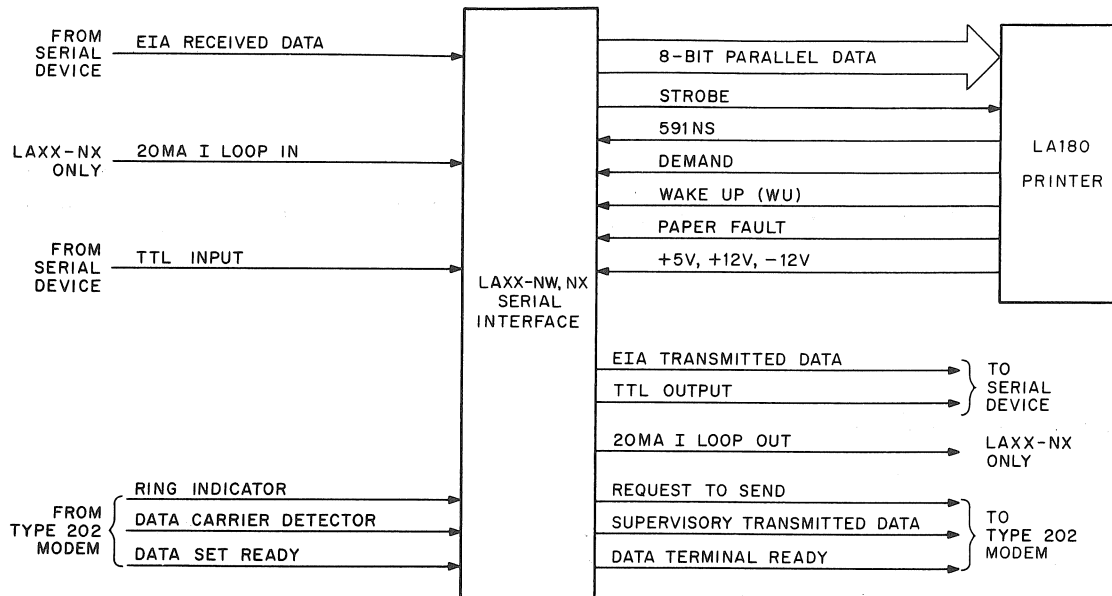 FROM
SERIAL
DEVICE
EIA RECEIVED DATA
LAXX-NX
ONLY
20MA I LOOP IN
FROM
SERIAL
DEVICE
TTL INPUT
FROM
TYPE 202
MODEM
RING INDICATOR
DATA CARRIER DETECTOR
DATA SET READY
LAXX-NW, NX
SERIAL
INTERFACE
8-BIT PARALLEL DATA
STROBE
591NS
DEMAND
WAKE UP (WU)
PAPER FAULT
+5V, +12V, -12V
LA180
PRINTER
EIA TRANSMITTED DATA
TTL OUTPUT
TO
SERIAL
DEVICE
20MA I LOOP OUT
LAXX-NX
ONLY
REQUEST TO SEND
SUPERVISORY TRANSMITTED DATA
DATA TERMINAL READY
TO
TYPE 202
MODEM